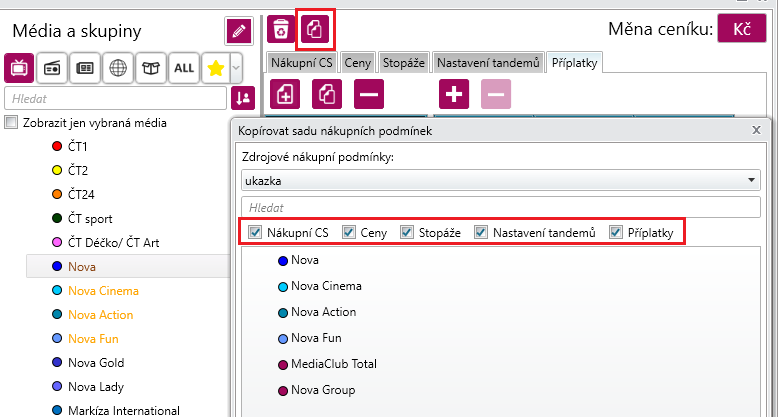 Média a skupiny
Měna ceníku:
Kč
Nákupní CS
Ceny
Stopáže
Nastavení tandemů
Příplatky
ALL
Hledat
Zobrazit jen vybraná média
ČT1
ČT2
ČT24
ČT sport
ČT Déčko/ ČT Art
Nova
Nova Cinema
Nova Action
Nova Fun
Nova Gold
Nova Lady
Markíza International
Kopírovat sadu nákupních podmínek
X
Zdrojové nákupní podmínky:
ukazka
Hledat
Nákupní CS
Ceny
Stopáže
Nastavení tandemů
Příplatky
Nova
Nova Cinema
Nova Action
Nova Fun
MediaClub Total
Nova Group